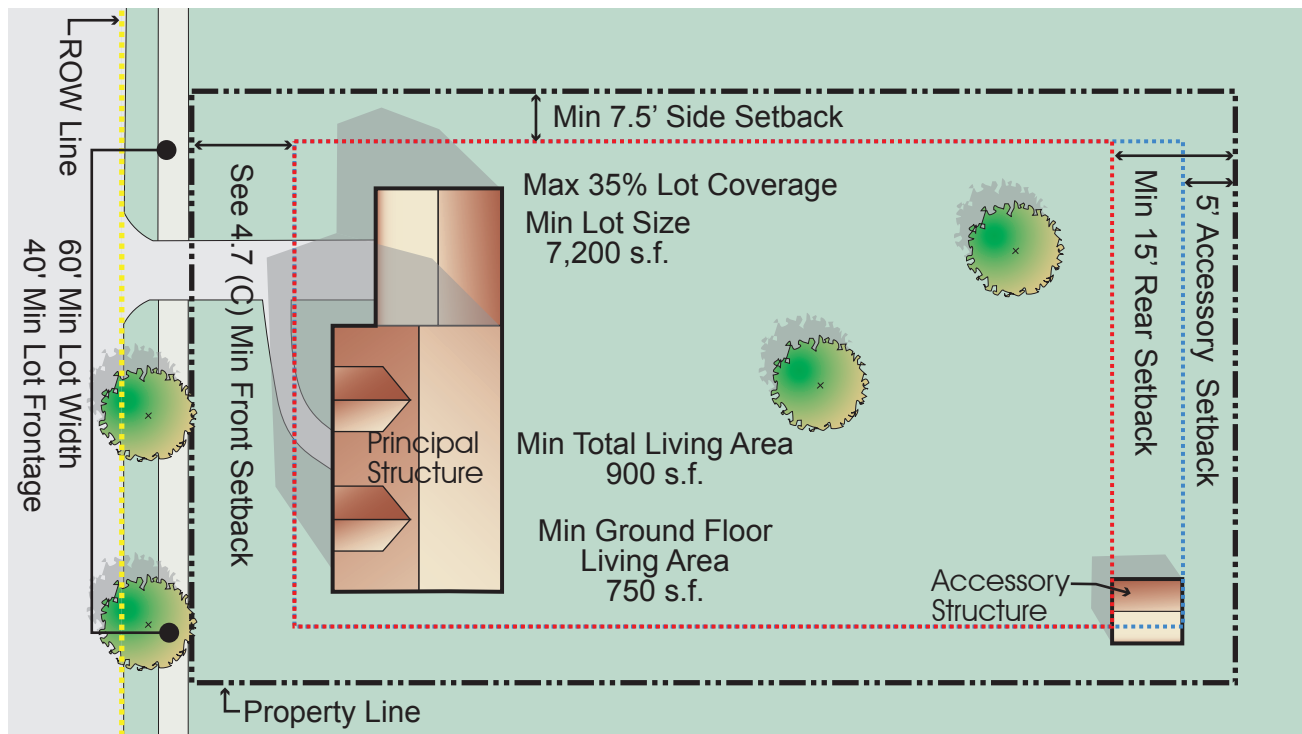 ROW Line
60' Min Lot Width
40' Min Lot Frontage
See 4.7 (C) Min Front Setback
Min 7.5’ Side Setback
Max 35% Lot Coverage
Min Lot Size
7,200 s.f.
Principal
Structure
Min Total Living Area
900 s.f.
Min Ground Floor
Living Area
750 s.f.
Min 15’ Rear Setback
5’ Accessory Setback
Accessory
Structure
Property Line